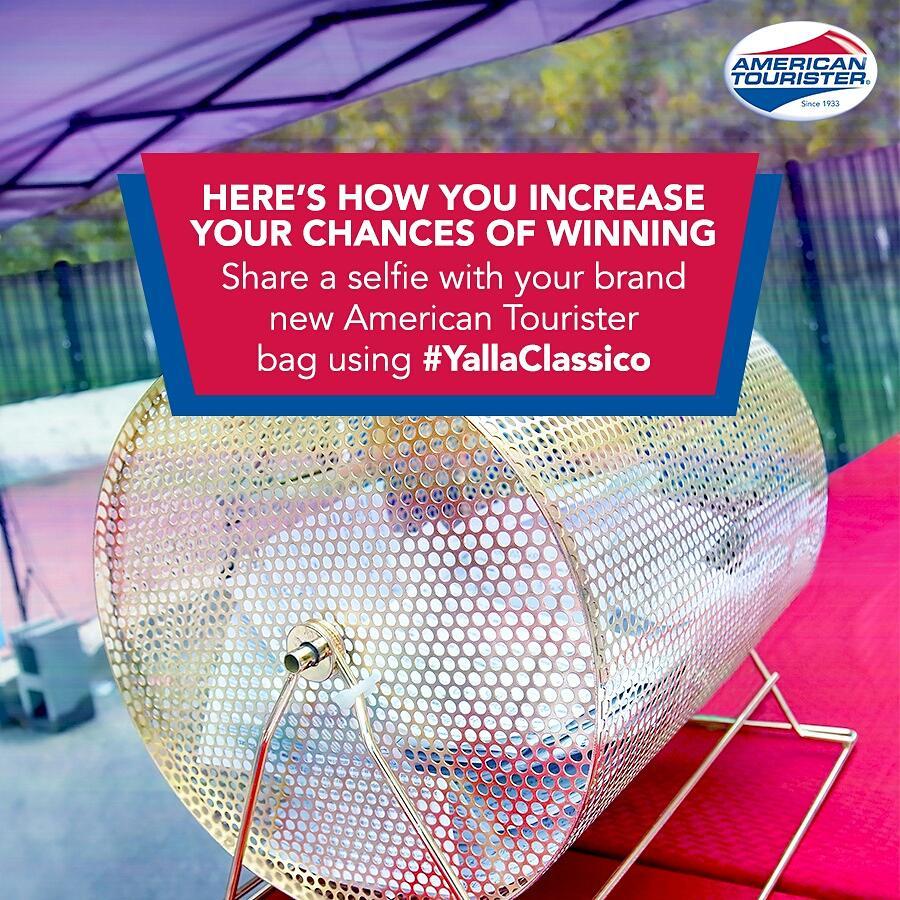 AMERICAN
TOURISTER®
Since 1933
HERE'S HOW YOU INCREASE
YOUR CHANCES OF WINNING
Share a selfie with your brand
new American Tourister
bag using #YallaClassico